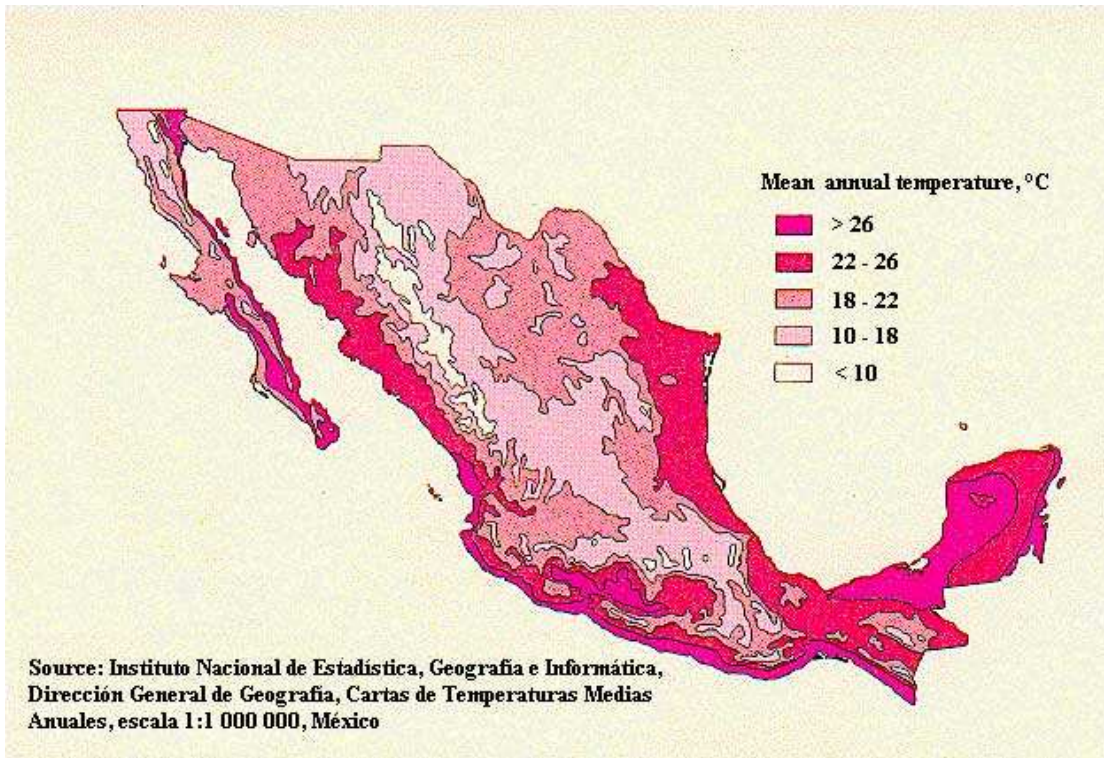 Mean annual temperature, °C
> 26
22 - 26
18 - 22
10 - 18
< 10
Source: Instituto Nacional de Estadística, Geografía e Informática,
Dirección General de Geografía, Cartas de Temperaturas Medias
Anuales, escala 1:1 000 000, México